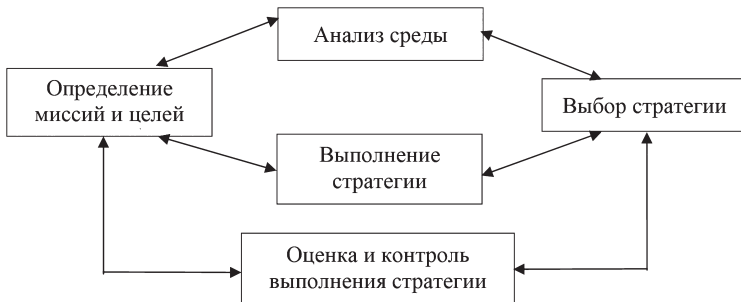 Анализ среды
Определение
миссий и целей
Выбор стратегии
Выполнение
стратегии
Оценка и контроль
выполнения стратегии